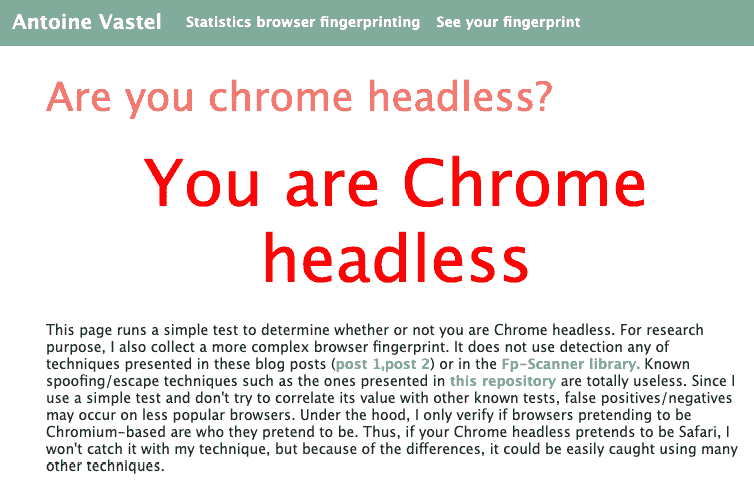 Antoine Vastel Statistics browser fingerprinting See your fingerprint
Are you chrome headless?
You are Chrome
headless
This page runs a simple test to determine whether or not you are Chrome headless. For research
purpose, I also collect a more complex browser fingerprint. It does not use detection any of
techniques presented in these blog posts (post 1,post 2) or in the Fp-Scanner library. Known
spoofing/escape techniques such as the ones presented in this repository are totally useless. Since I
use a simple test and don't try to correlate its value with other known tests, false positives/negatives
may occur on less popular browsers. Under the hood, I only verify if browsers pretending to be
Chromium-based are who they pretend to be. Thus, if your Chrome headless pretends to be Safari, I
won't catch it with my technique, but because of the differences, it could be easily caught using many
other techniques.